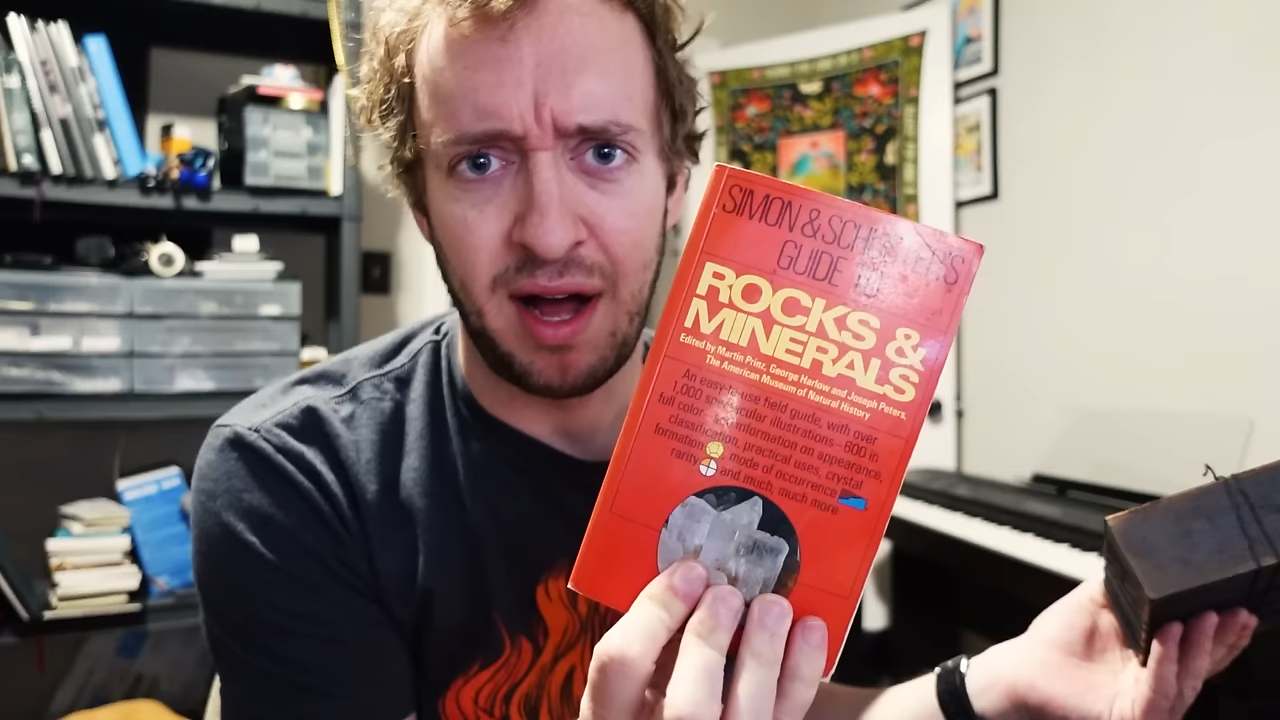 SIMON & SCHUSTER'S
GUIDE TO
ROCKS &
MINERALS
Edited by Martin Prinz, George Harlow and Joseph Peters,
The American Museum of Natural History
An easy-to-use field guide, with over
1,000 spectacular illustrations–600 in
full color. Key information on appearance,
classification, practical uses, crystal
formation mode of occurrence
rarity and much, much more